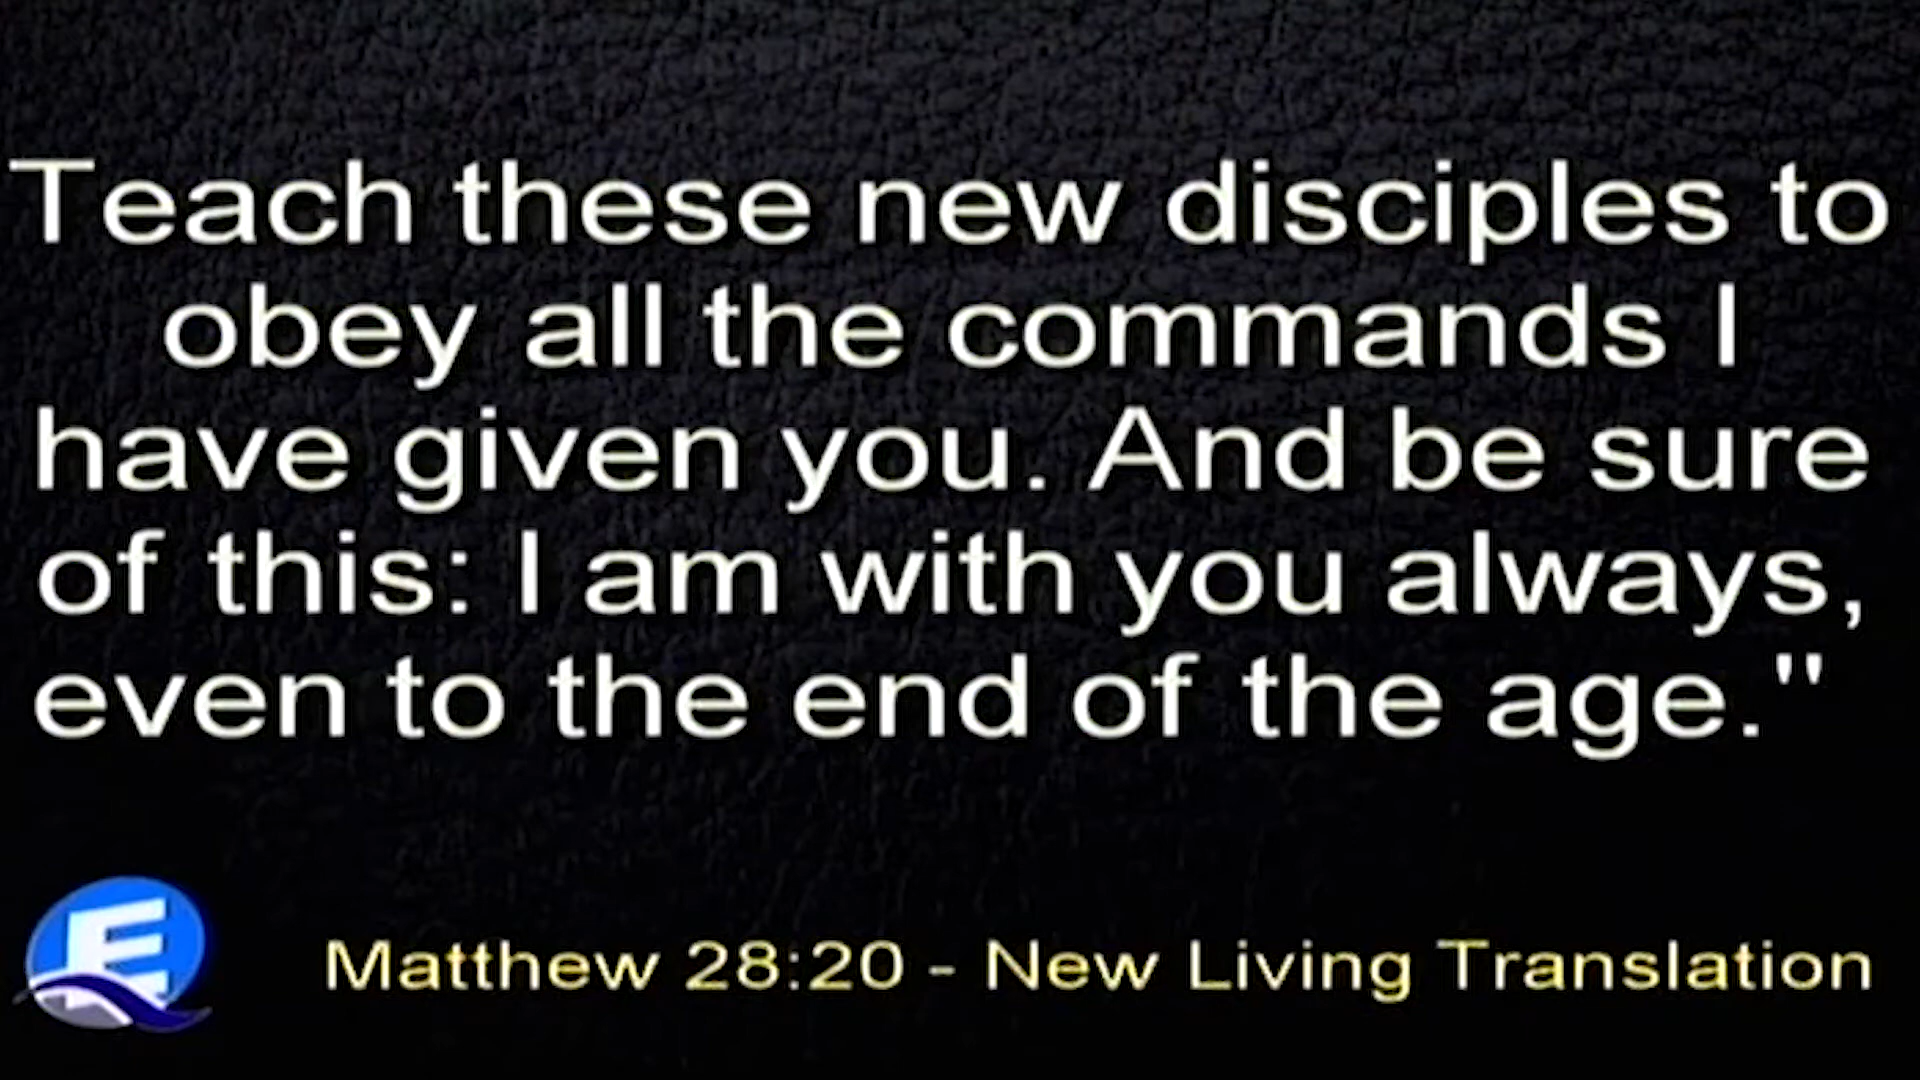 Teach these new disciples to
obey all the commands I
have given you. And be sure
of this: I am with you always,
even to the end of the age."
E
Matthew 28:20 - New Living Translation